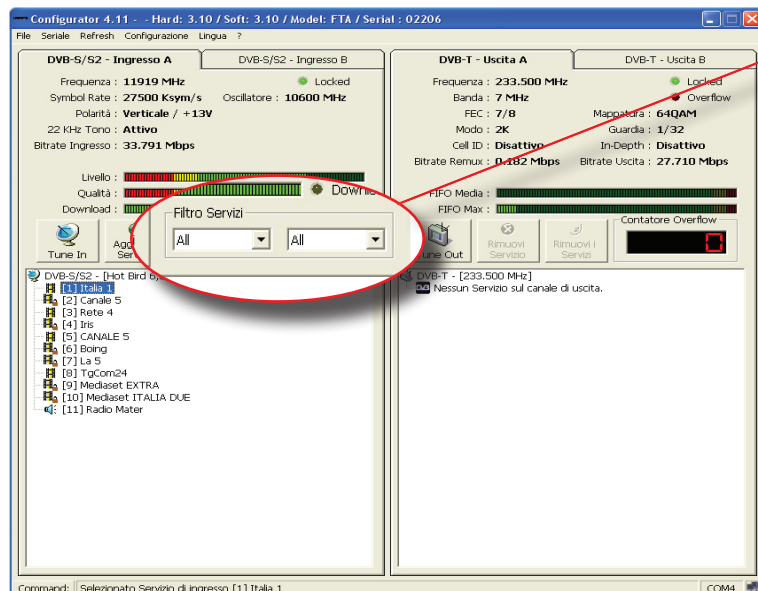 Configurator 4.11 - - Hard: 3.10 / Soft: 3.10 / Model: FTA / Serial : 02206
File Seriale Refresh Configurazione Lingua ?
DVB-S/S2 - Ingresso A
DVB-S/S2 - Ingresso B
Frequenza : 11919 MHz
Locked
Symbol Rate : 27500 Ksym/s
Oscillatore : 10600 MHz
Polarità : Verticale / +13V
22 KHz Tono : Attivo
Bitrate Ingresso : 33.791 Mbps
Livello :
Qualità :
Download :
Filtro Servizi
All
All
Tune In
DVB-S/S2 - [Hot Bird
[1] Italia 1
[2] Canale 5
[3] Rete 4
[4] Iris
[5] CANALE 5
[6] Boing
[7] La 5
[8] TgCom24
[9] Mediaset EXTRA
[10] Mediaset ITALIA DUE
[11] Radio Mater
DVB-T - Uscita A
DVB-T - Uscita B
Frequenza : 233.500 MHz
Locked
Banda : 7 MHz
Overflow
FEC : 7/8
Mappatura : 64QAM
Modo : 2K
Guardia : 1/32
Cell ID : Disattivo
In-Depth : Disattivo
Bitrate Remux : 0.182 Mbps
Bitrate Uscita : 27.710 Mbps
FIFO Media :
FIFO Max :
Contatore Overflow
0
Tune Out
Rimuovi Servizio
Rimuovi i Servizi
DVB-T - [233.500 MHz]
Nessun Servizio sul canale di uscita.
Command: Selezionato Servizio di ingresso [1] Italia 1
COM4